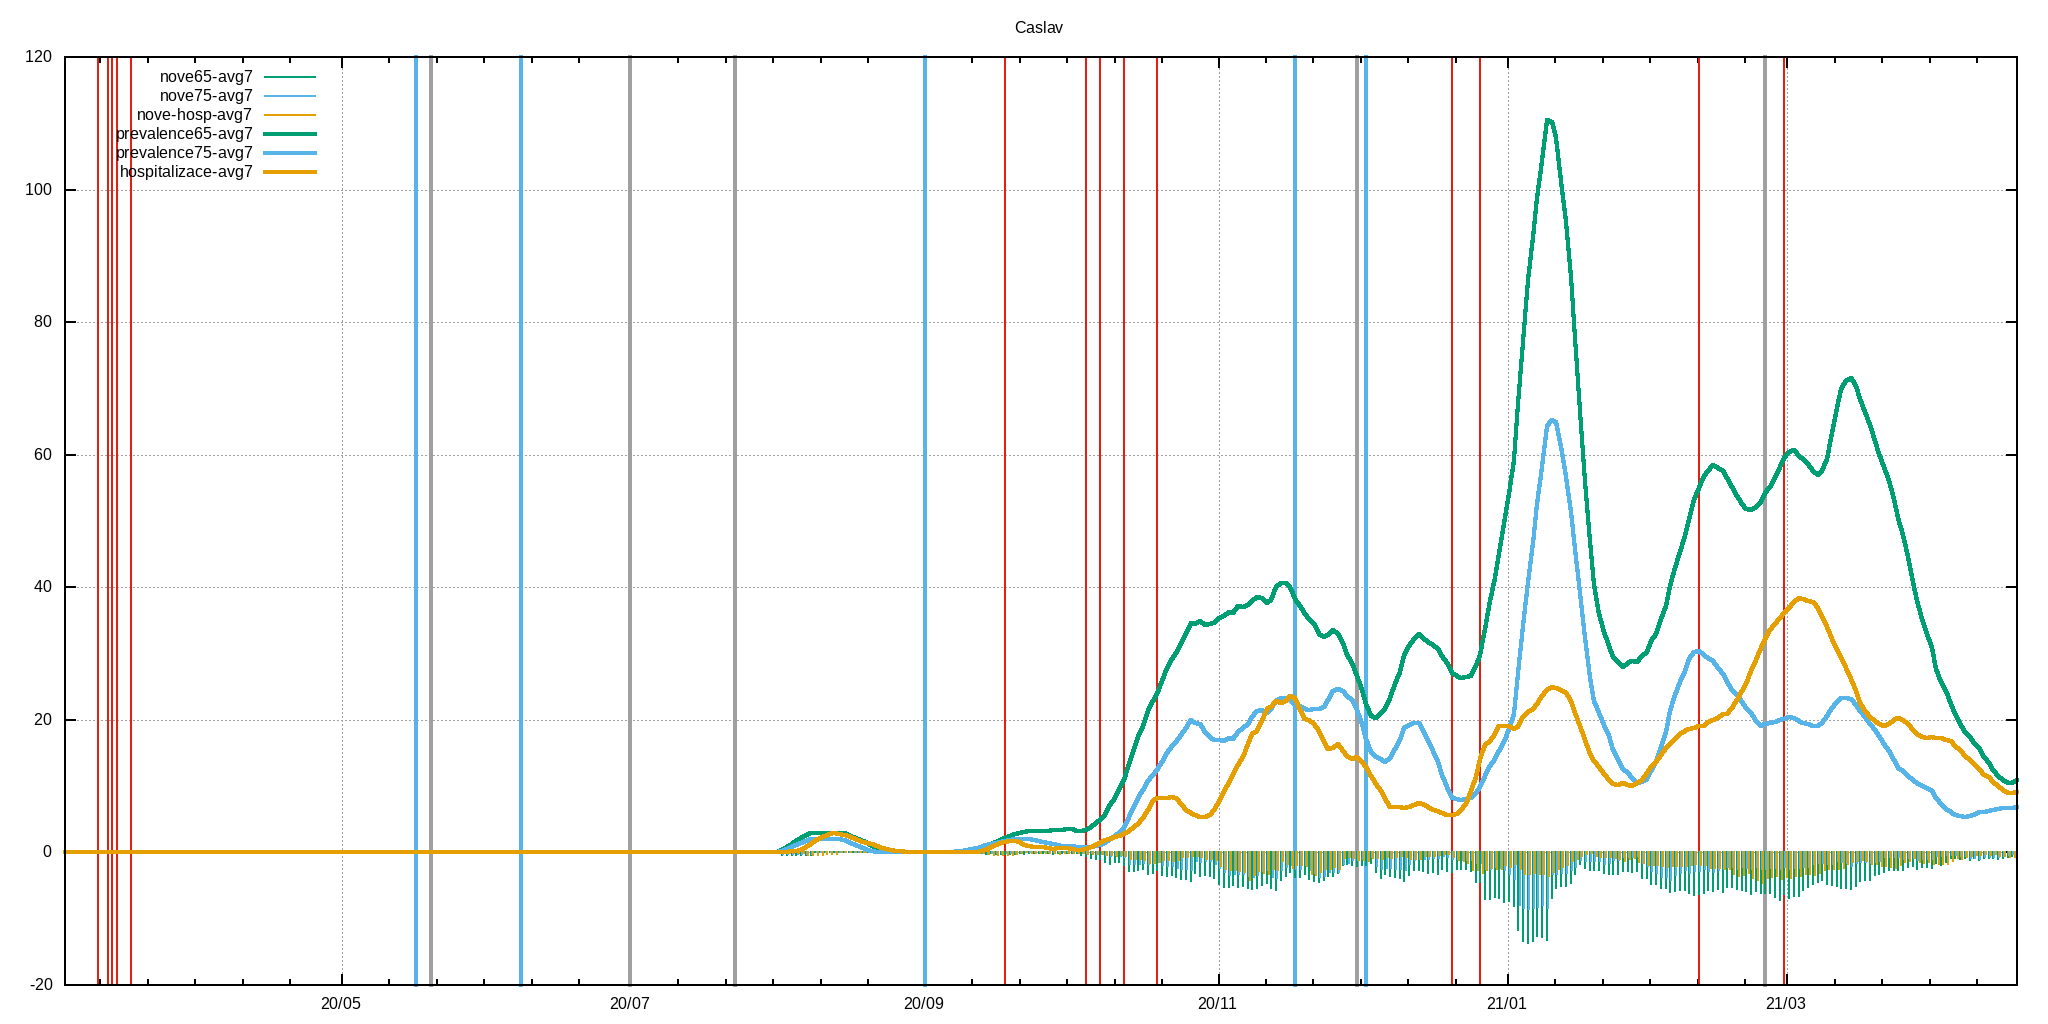 Caslav
120
nove65-avg7
nove75-avg7
nove-hosp-avg7
prevalence65-avg7
prevalence75-avg7
hospitalizace-avg7
100
80
60
40
20
0
-20
20/05 20/07 20/09 20/11 21/01 21/03